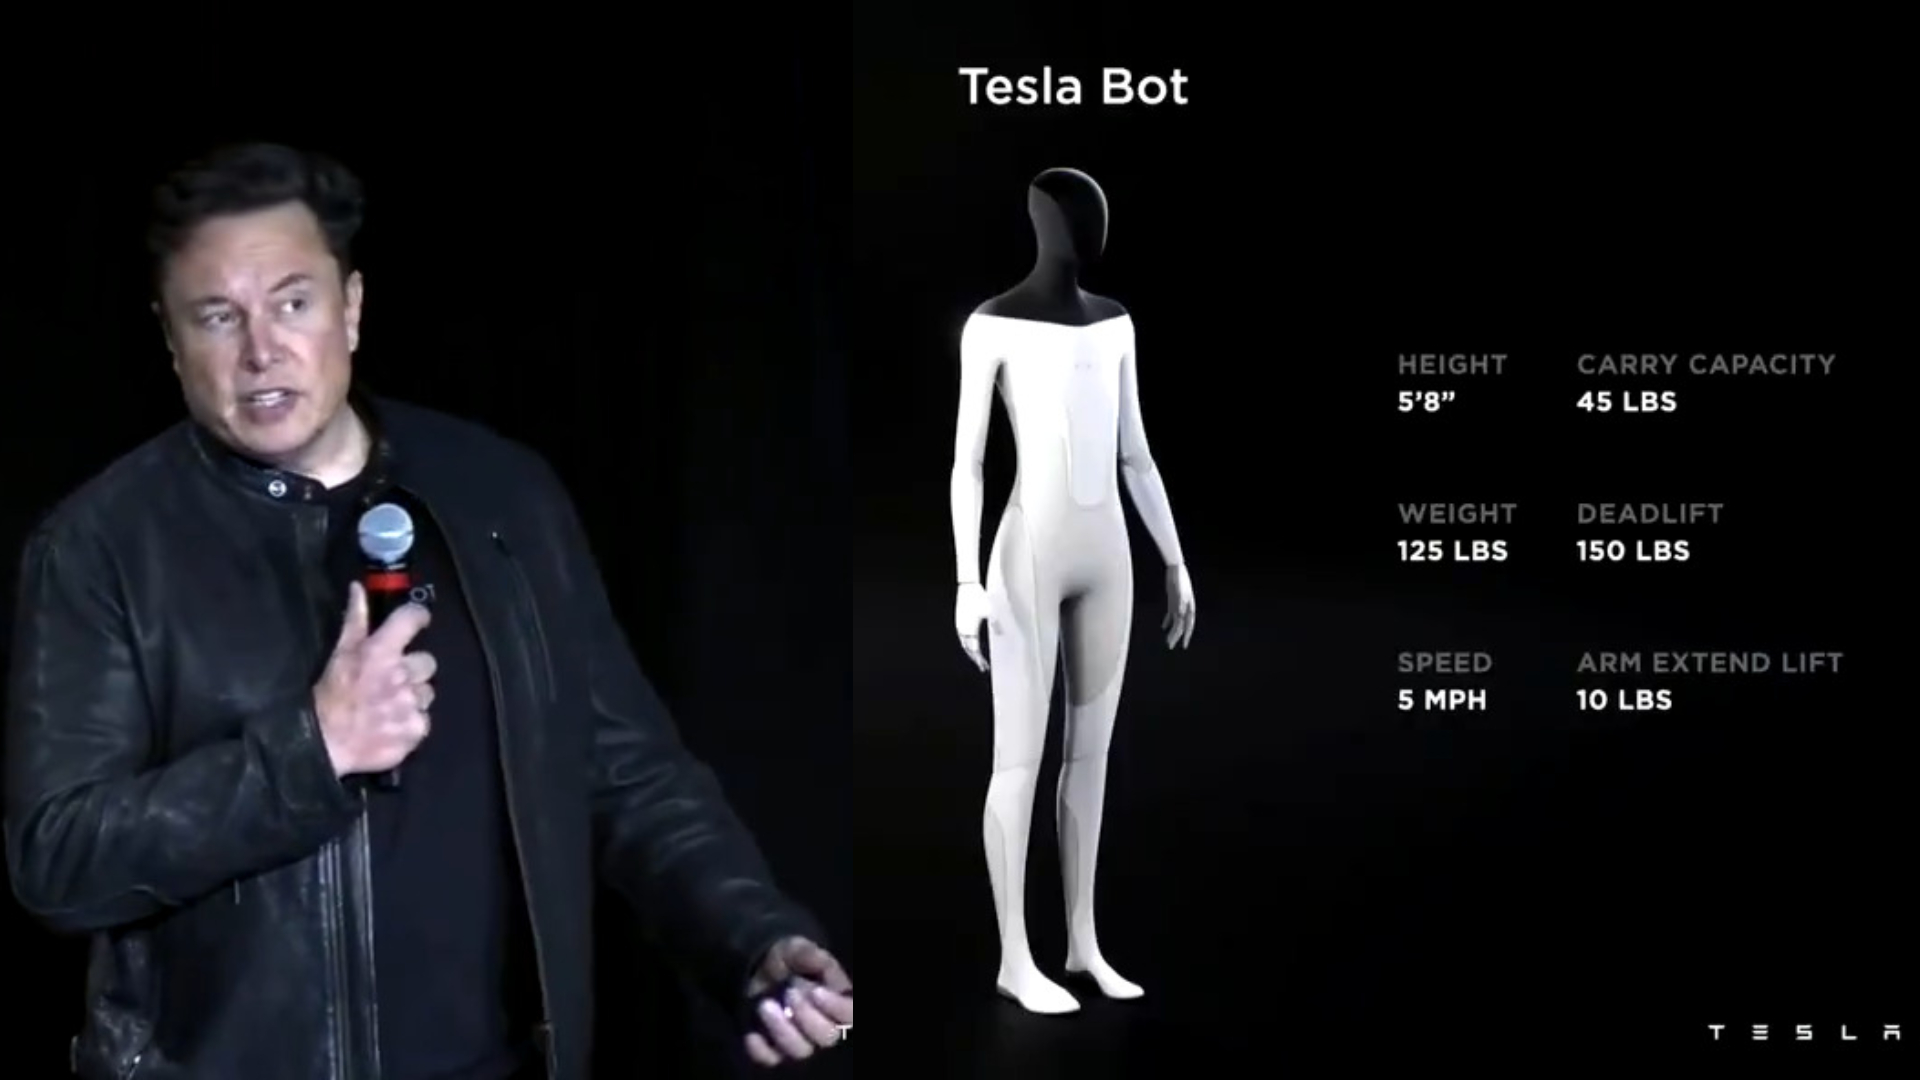 Tesla Bot
HEIGHT
5’8”
CARRY CAPACITY
45 LBS
WEIGHT
125 LBS
DEADLIFT
150 LBS
SPEED
5 MPH
ARM EXTEND LIFT
10 LBS
T
TESLA